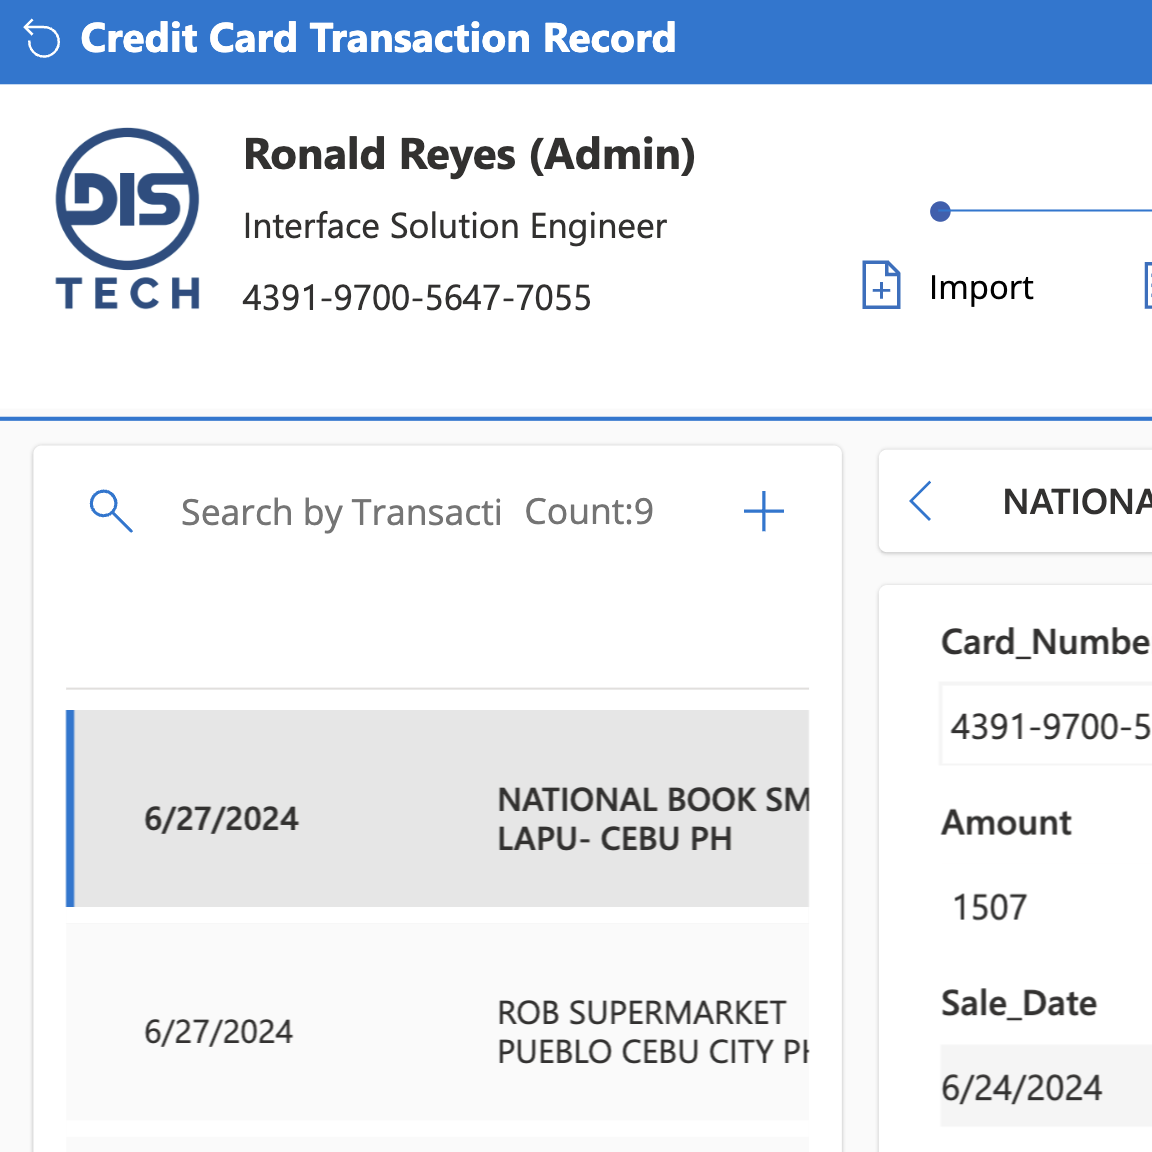 Credit Card Transaction Record
DIS
TECH
Ronald Reyes (Admin)
Interface Solution Engineer
4391-9700-5647-7055
Import
Search by Transacti Count:9
NATIONA
Card_Numbe
4391-9700-5
6/27/2024
NATIONAL BOOK SM
LAPU- CEBU PH
Amount
1507
6/27/2024
ROB SUPERMARKET
PUEBLO CEBU CITY PH
Sale_Date
6/24/2024